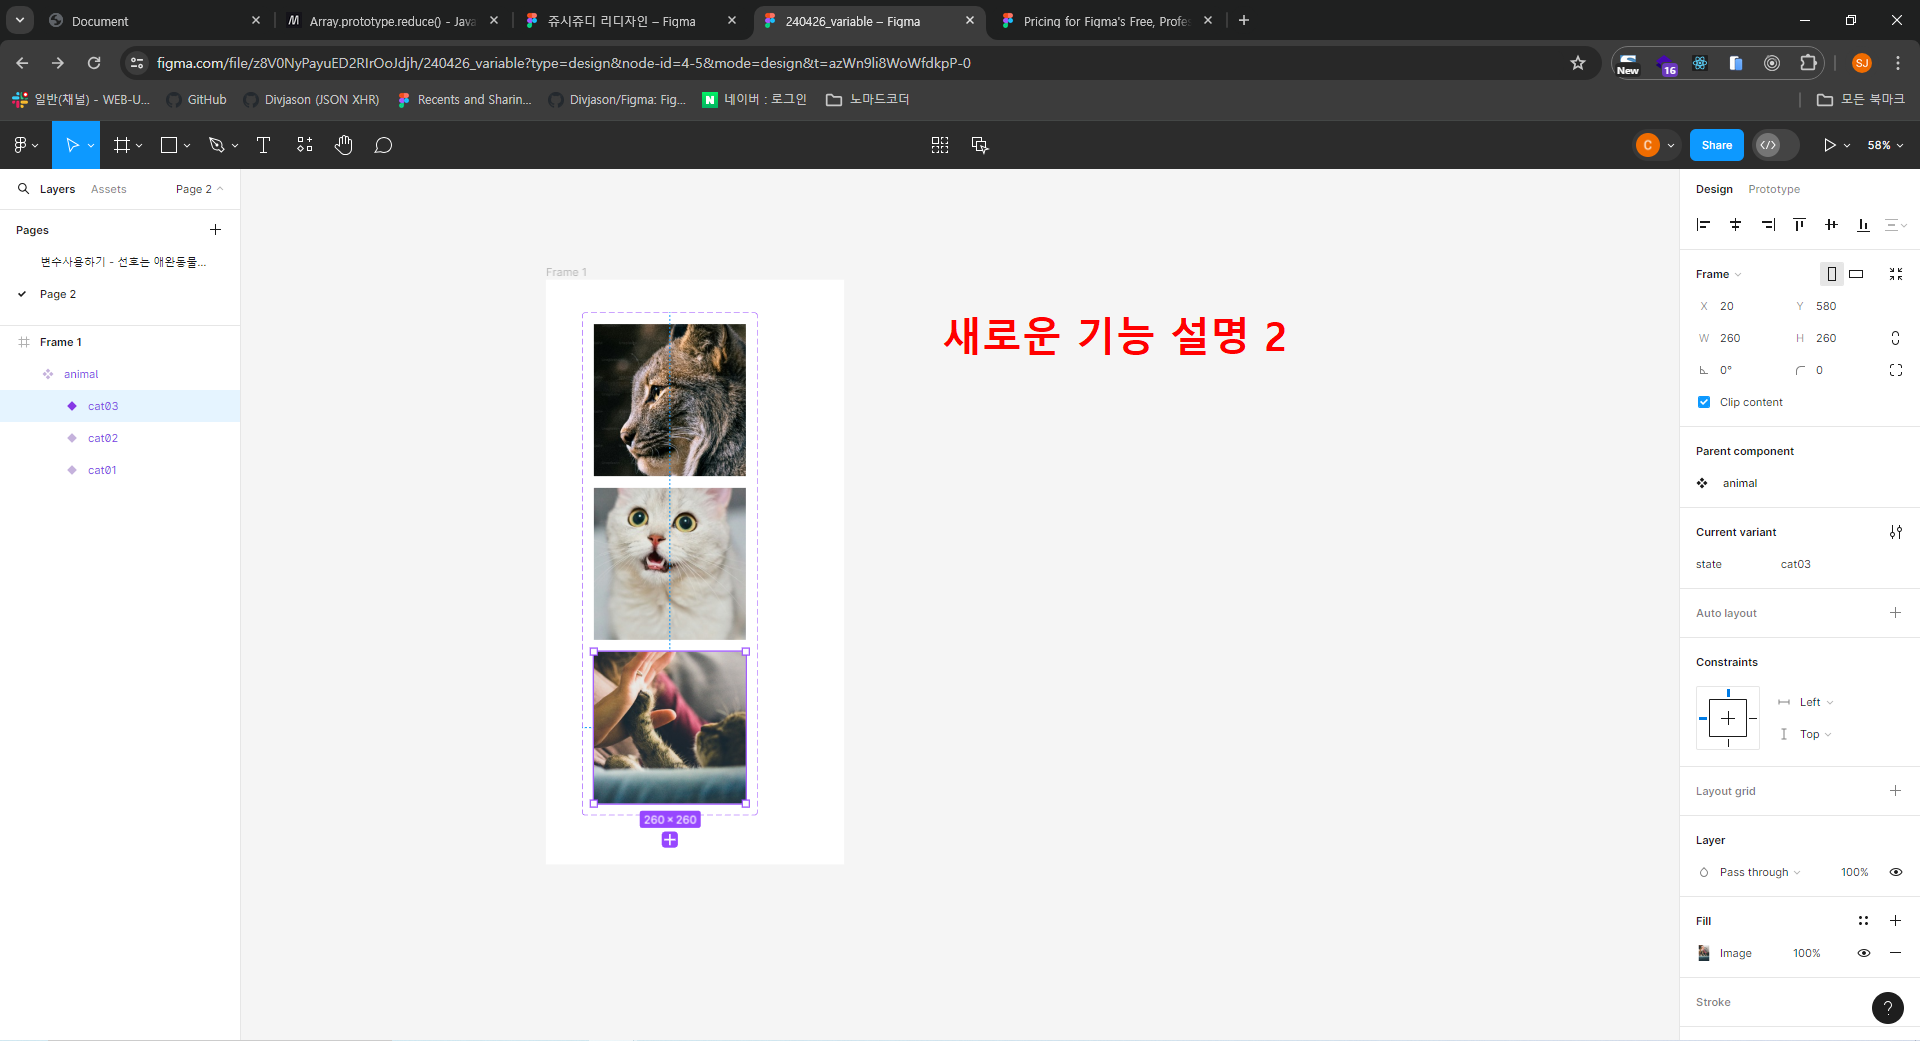 Document
Array.prototype.reduce() - Java
쥬시쥬디 리디자인 – Figma
240426_variable – Figma
Pricing for Figma's Free, Profes
figma.com/file/z8V0NyPayuED2RIrOoJdjh/240426_variable?type=design&node-id=4-5&mode=design&t=azWn9li8WoWfdkpP-0
New
16
SJ
일반(채널) - WEB-U...
GitHub
Divjason (JSON XHR)
Recents and Sharin...
Divjason/Figma: Fig...
네이버 : 로그인
노마드코더
모든 북마크
C
Share
58%
Layers
Assets
Page 2
Pages
변수사용하기 - 선호는 애완동물...
Page 2
Frame 1
animal
cat03
cat02
cat01
Frame 1
새로운 기능 설명 2
260 × 260
Design
Prototype
Frame
X 20
Y 580
W 260
H 260
0°
0
Clip content
Parent component
animal
Current variant
state cat03
Auto layout
Constraints
Left
Top
Layout grid
Layer
Pass through 100%
Fill
Image 100%
Stroke
?